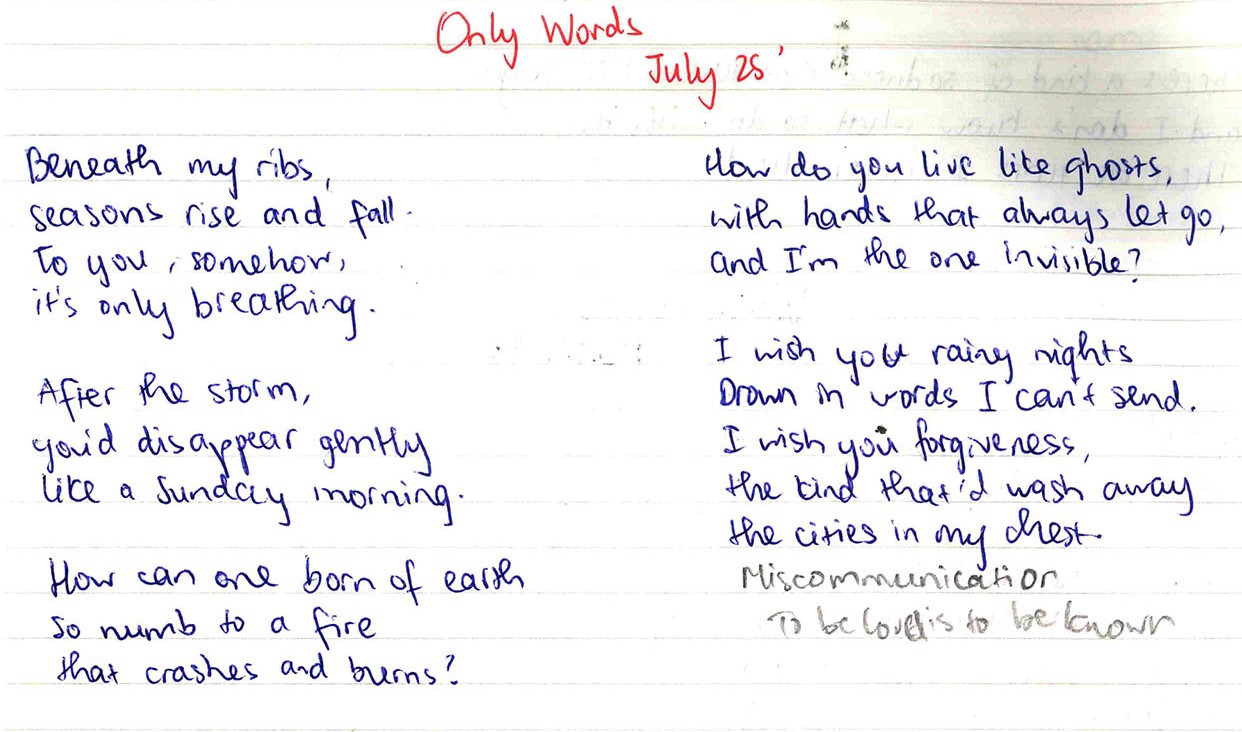 Only Words
July 25'
Beneath my ribs,
seasons rise and fall.
To you, somehow,
it's only breathing.
After the storm,
you'd disappear gently
like a Sunday morning.
How can one born of earth
so numb to a fire
that crashes and burns?
How do you live like ghosts,
with hands that always let go,
and I'm the one invisible?
I wish your rainy nights
Drown in words I can't send.
I wish you forgiveness,
the kind that'd wash away
the cities in my chest.
Miscommunication
To be loved is to be known